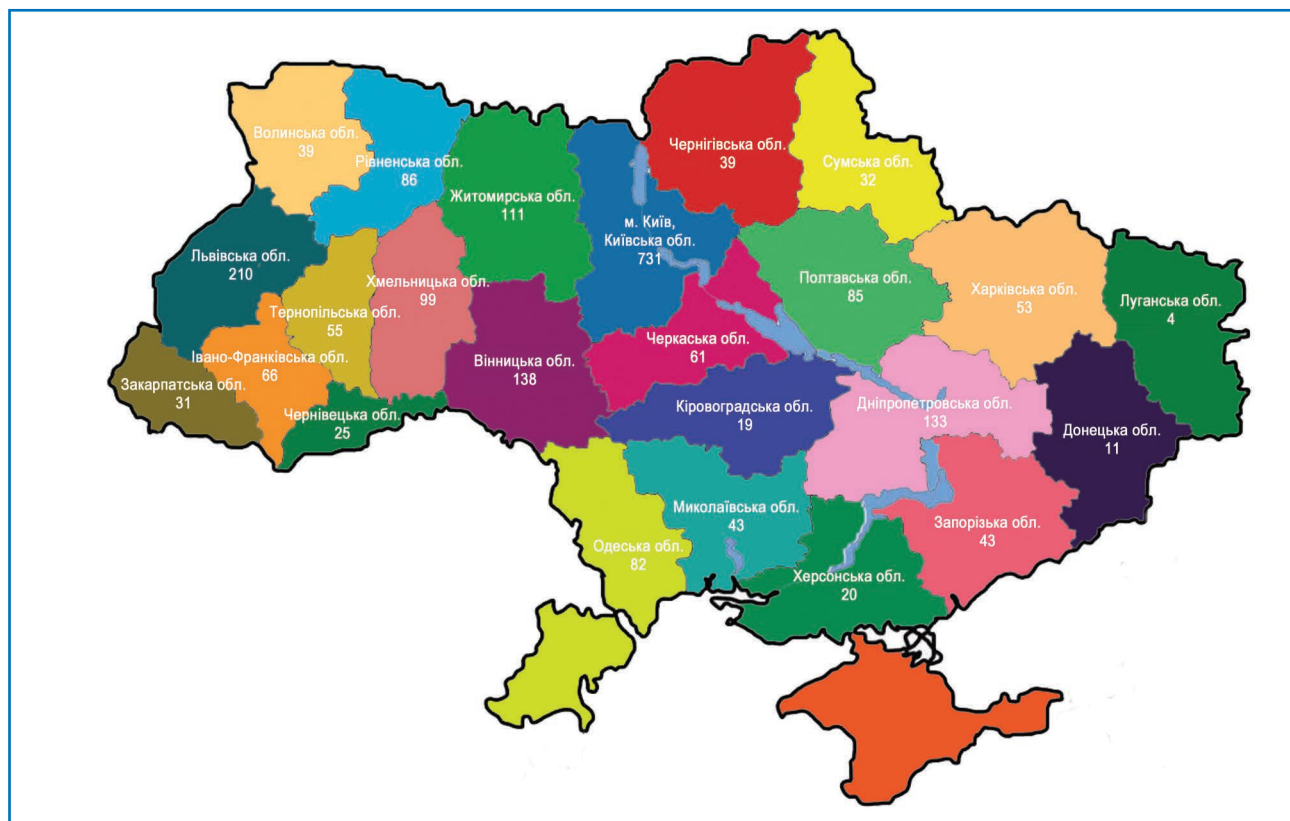 Волинська обл.
39
Рівненська обл.
86
Житомирська обл.
111
м. Київ,
Київська обл.
731
Чернігівська обл.
39
Сумська обл.
32
Львівська обл.
210
Тернопільська обл.
55
Хмельницька обл.
99
Івано-Франківська обл.
66
Закарпатська обл.
31
Чернівецька обл.
25
Вінницька обл.
138
Черкаська обл.
61
Полтавська обл.
85
Харківська обл.
53
Луганська обл.
4
Кіровоградська обл.
19
Дніпропетровська обл.
133
Донецька обл.
11
Одеська обл.
82
Миколаївська обл.
43
Херсонська обл.
20
Запорізька обл.
43